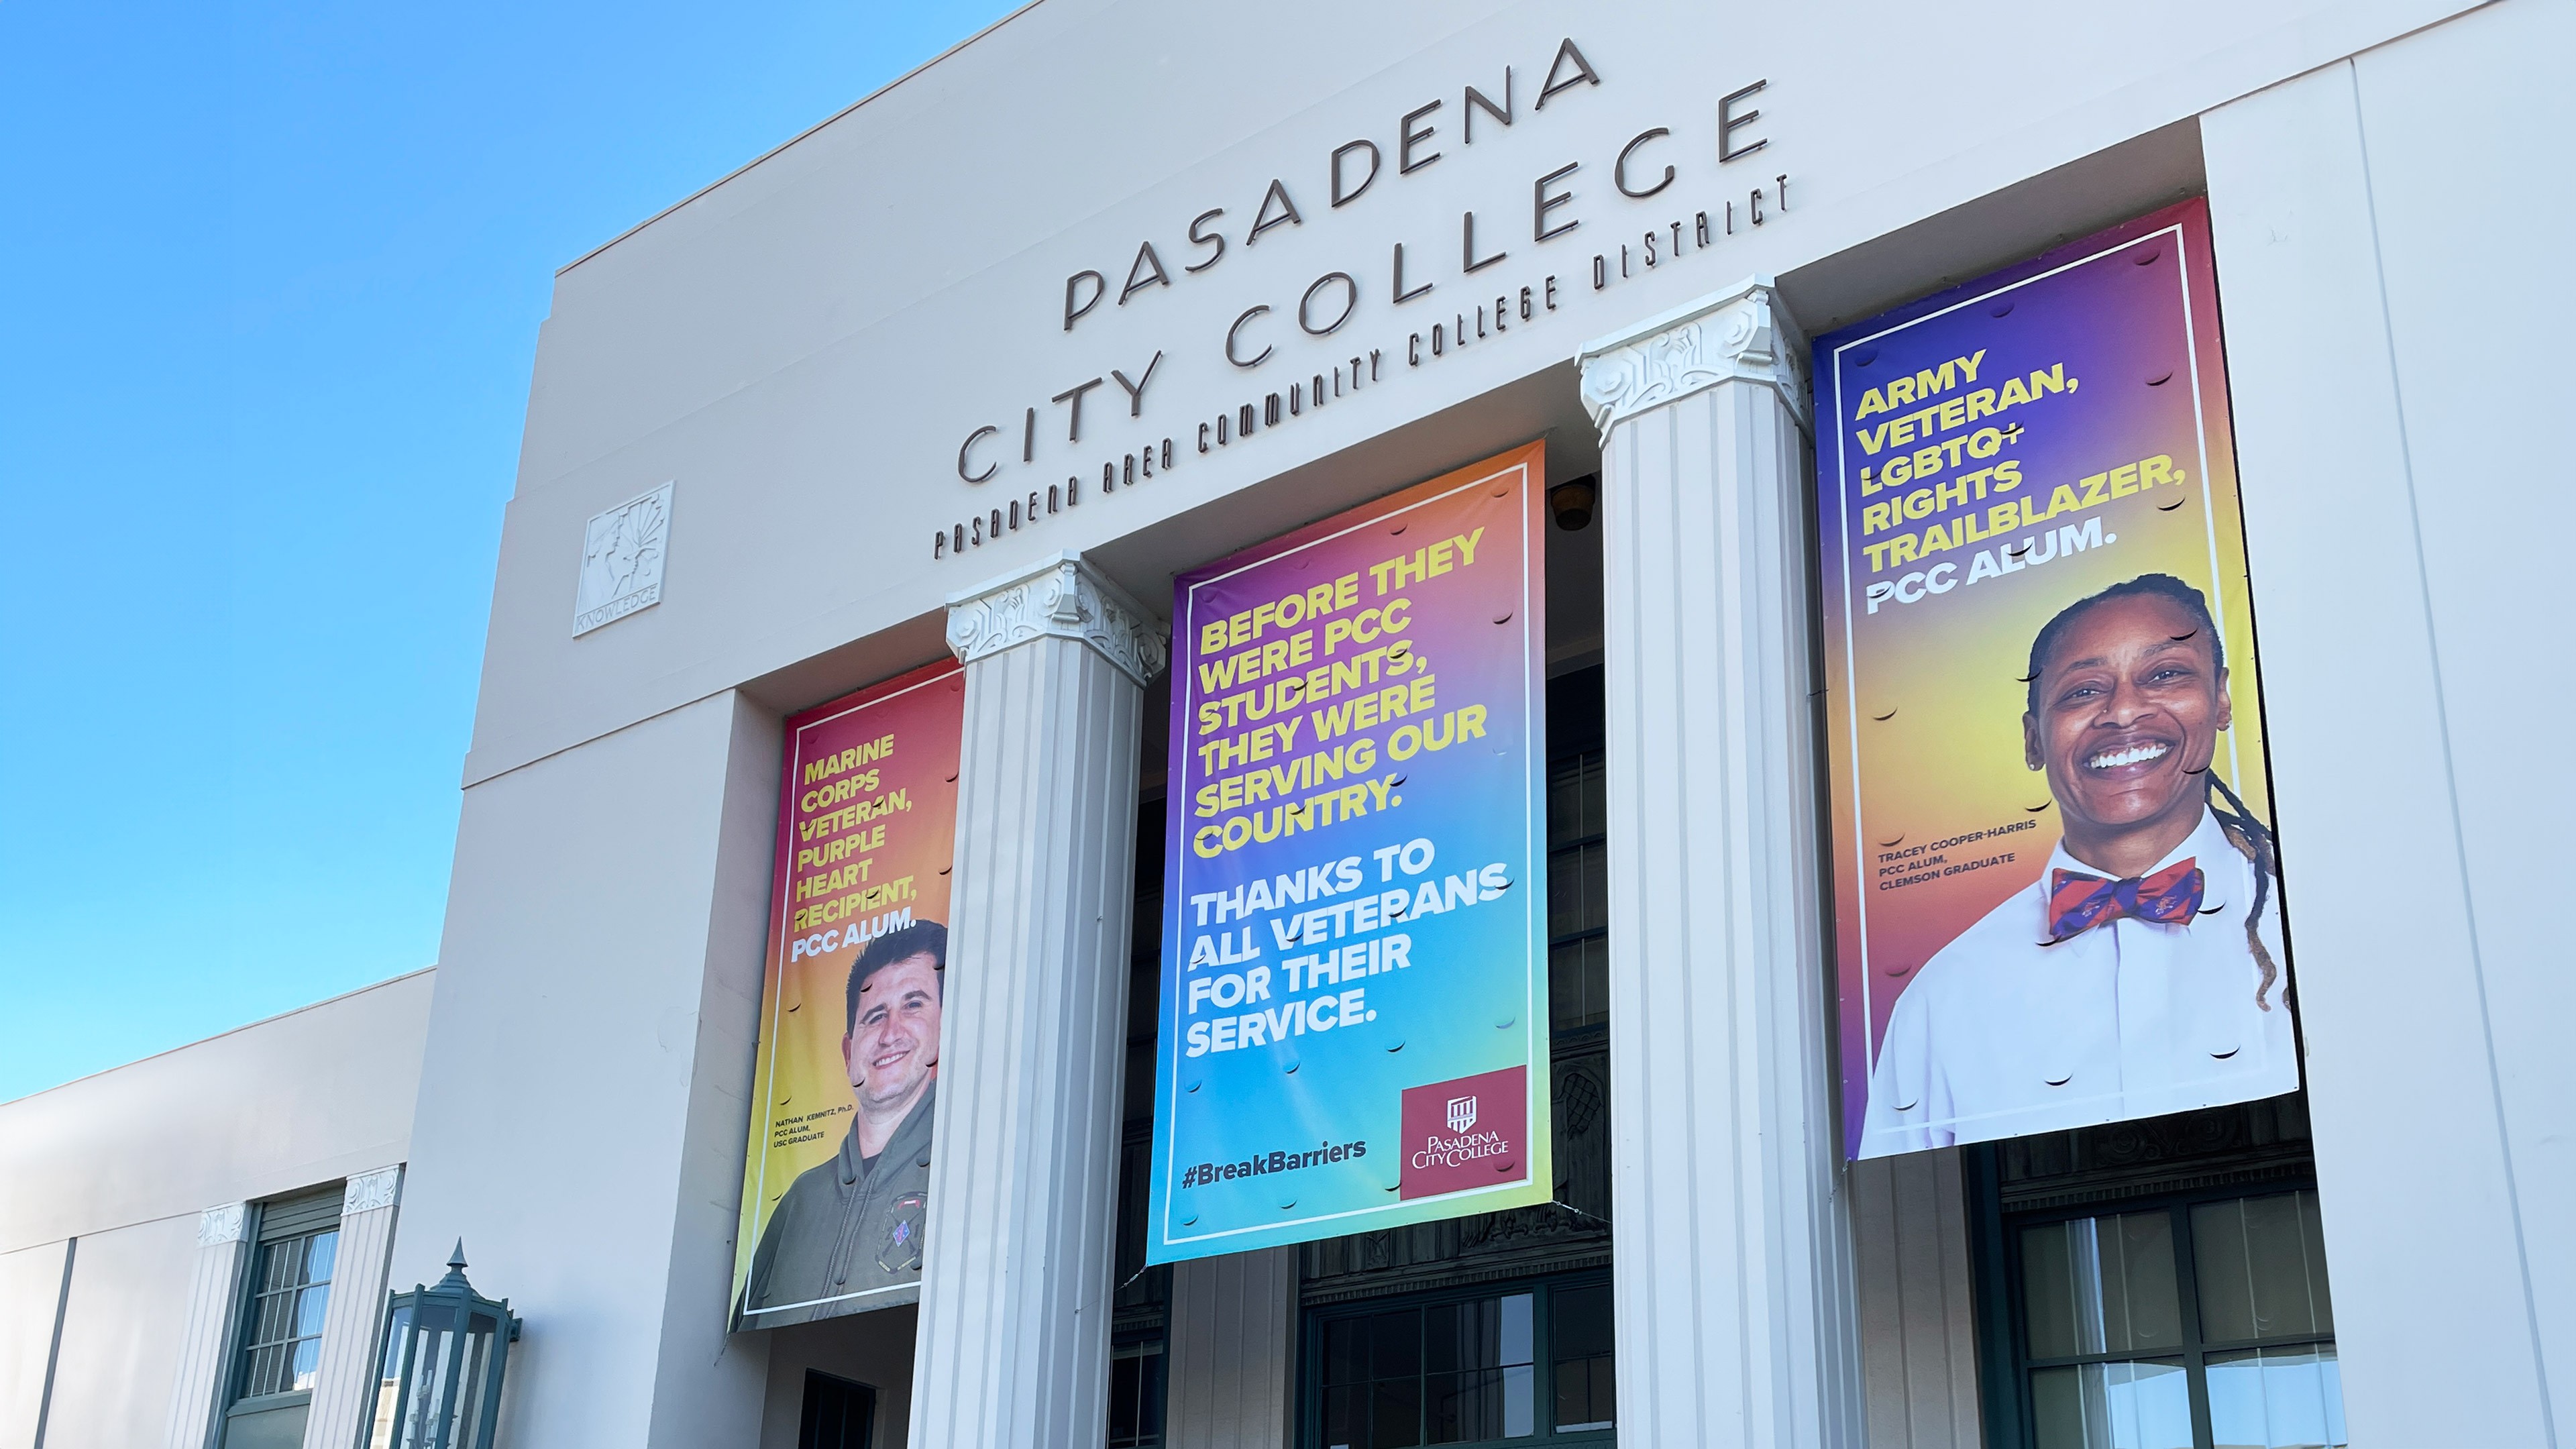 PASADENA
CITY COLLEGE
PASADENA AREA COMMUNITY COLLEGE DISTRICT
KNOWLEDGE
MARINE
CORPS
VETERAN,
PURPLE
HEART
RECIPIENT,
PCC ALUM.
NATHAN KEMNITZ, Ph.D.
PCC ALUM,
USC GRADUATE
BEFORE THEY
WERE PCC
STUDENTS,
THEY WERE
SERVING OUR
COUNTRY.
THANKS TO
ALL VETERANS
FOR THEIR
SERVICE.
#BreakBarriers
PASADENA
CITY COLLEGE
ARMY
VETERAN,
LGBTQ+
RIGHTS
TRAILBLAZER,
PCC ALUM.
TRACEY COOPER-HARRIS
PCC ALUM,
CLEMSON GRADUATE